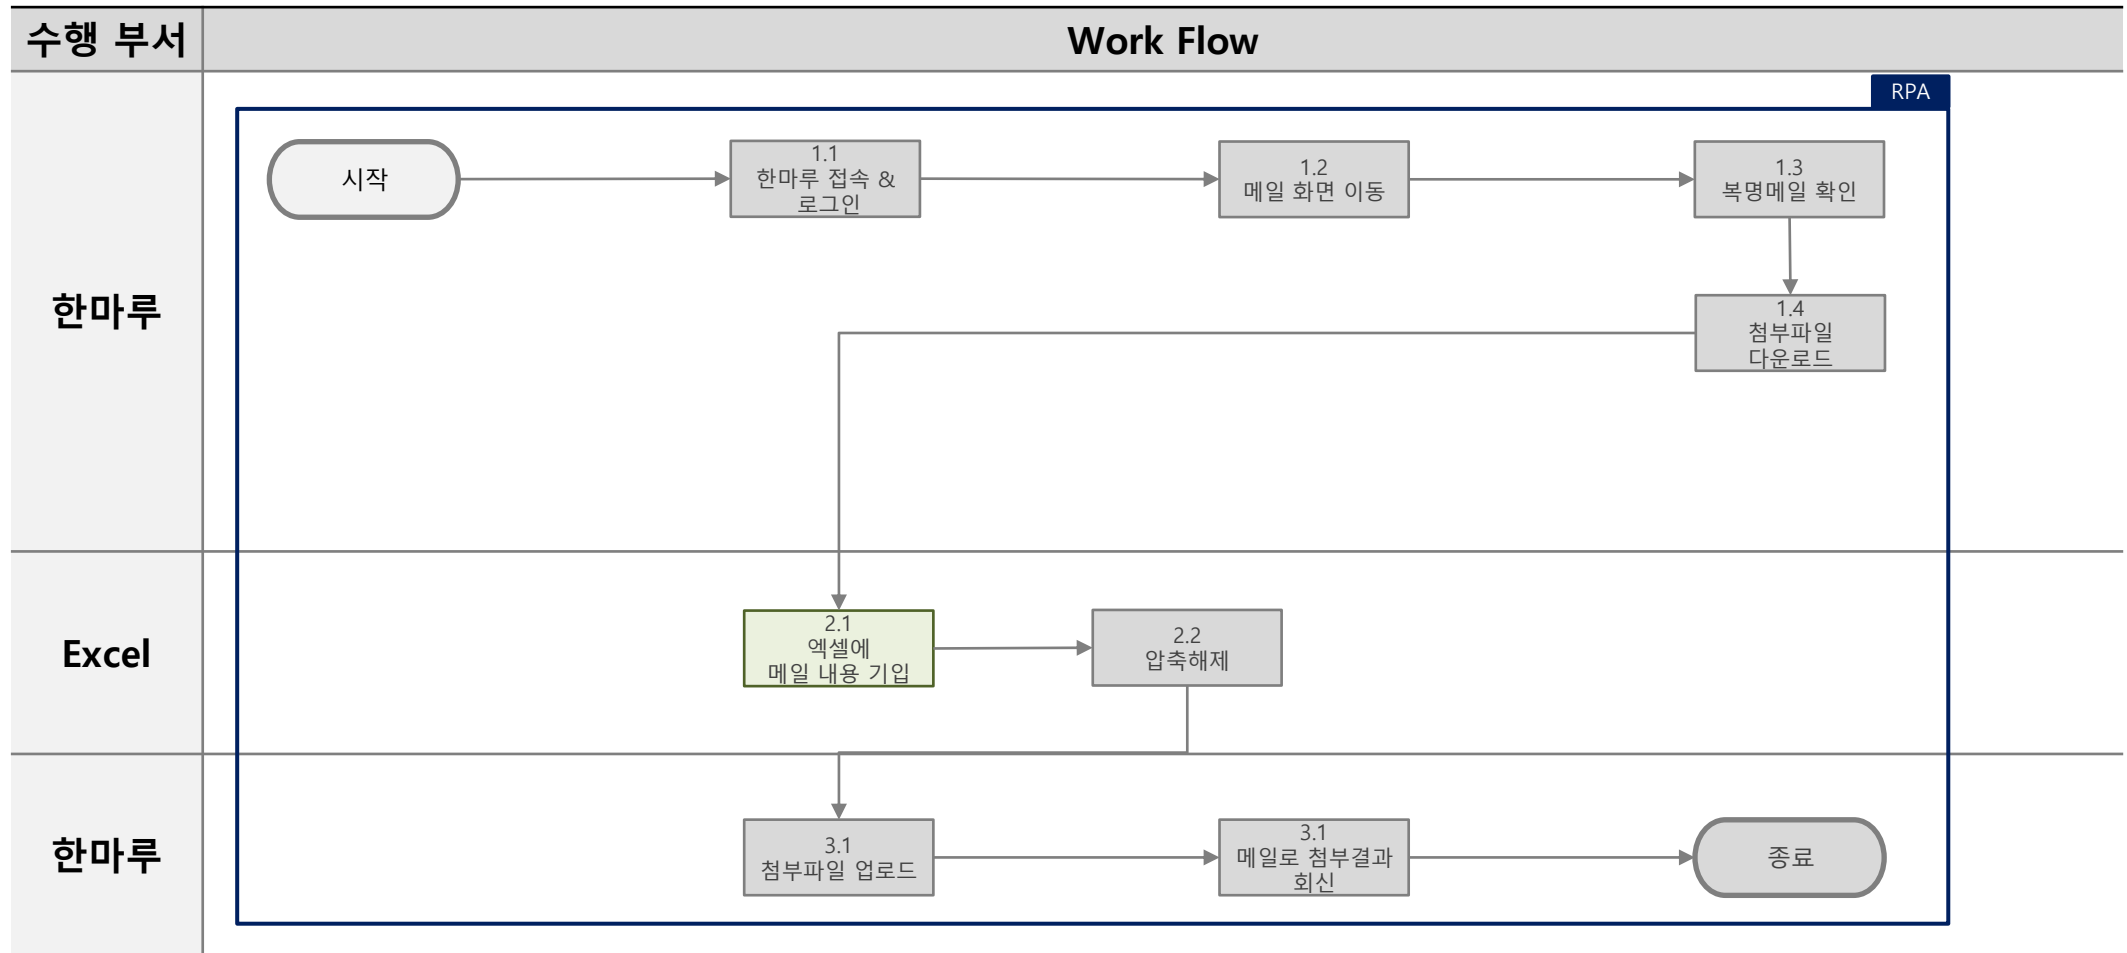 수행 부서
Work Flow
RPA
한마루
시작
1.1
한마루 접속 &
로그인
1.2
메일 화면 이동
1.3
복명메일 확인
1.4
첨부파일
다운로드
Excel
2.1
엑셀에
메일 내용 기입
2.2
압축해제
한마루
3.1
첨부파일 업로드
3.1
메일로 첨부결과
회신
종료